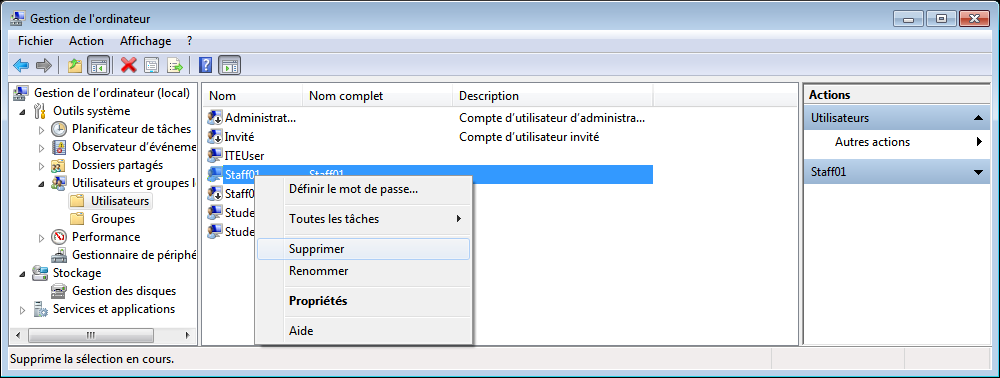 Gestion de l'ordinateur
Fichier Action Affichage ?
Gestion de l'ordinateur (local)
Outils système
Planificateur de tâches
Observateur d'événeme
Dossiers partagés
Utilisateurs et groupes l
Utilisateurs
Groupes
Performance
Gestionnaire de périphé
Stockage
Gestion des disques
Services et applications
Nom Nom complet Description
Administrat... Compte d'utilisateur d'administra...
Invité Compte d'utilisateur invité
ITEUser
Staff01 Staff01
Staff0
Stude
Stude
Définir le mot de passe...
Toutes les tâches
Supprimer
Renommer
Propriétés
Aide
Actions
Utilisateurs
Autres actions
Staff01
Supprime la sélection en cours.